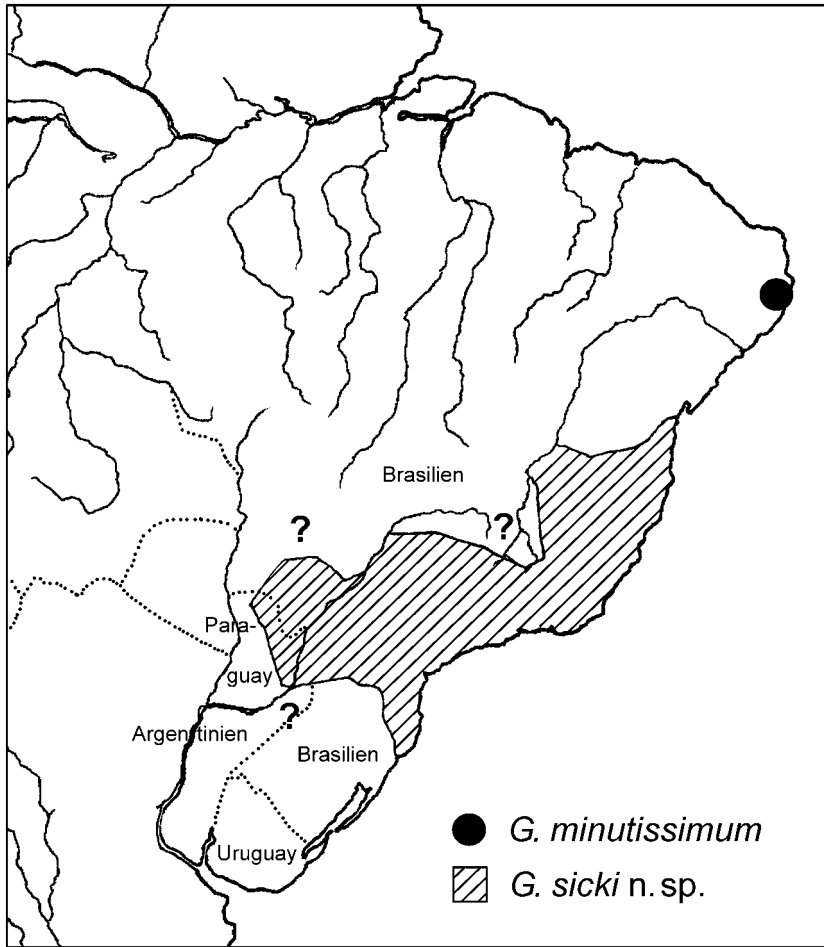 Brasilien
?
?
Para-
guay
?
Argentinien
Brasilien
Uruguay
G. minutissimum
G. sicki n. sp.